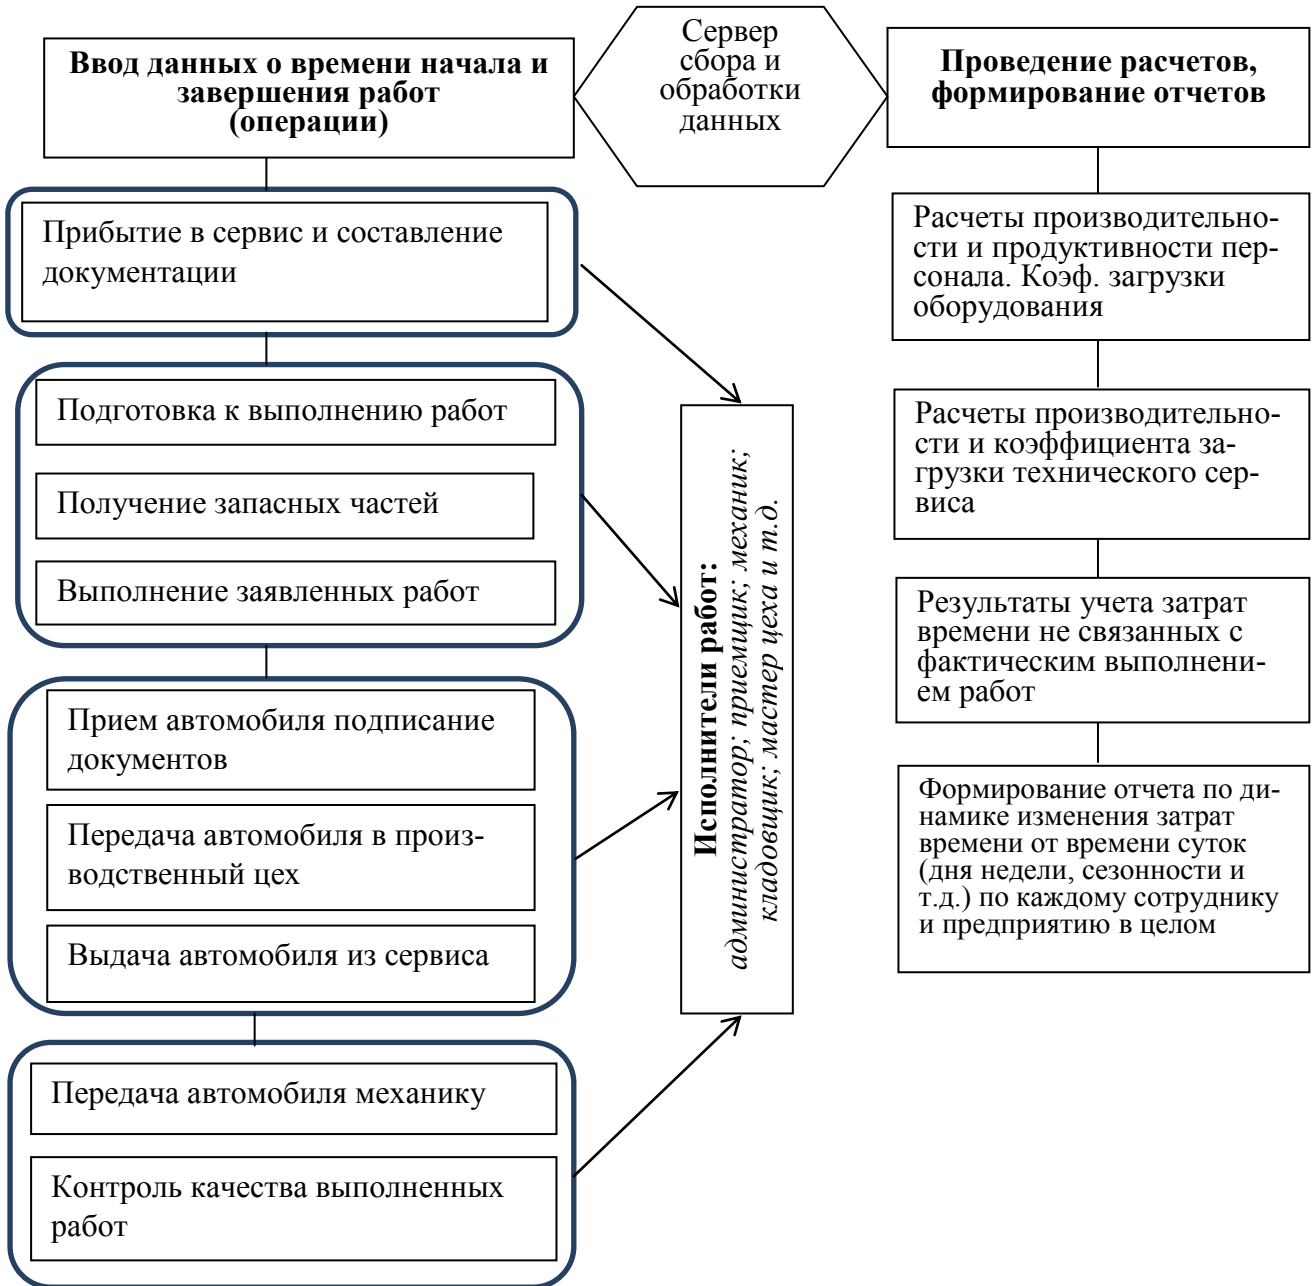 Ввод данных о времени начала и
завершения работ
(операции)
Сервер
сбора и
обработки
данных
Проведение расчетов,
формирование отчетов
Прибытие в сервис и составление
документации
Подготовка к выполнению работ
Получение запасных частей
Выполнение заявленных работ
Прием автомобиля подписание
документов
Передача автомобиля в произ-
водственный цех
Выдача автомобиля из сервиса
Передача автомобиля механику
Контроль качества выполненных
работ
Исполнители работ:
администратор; приемщик; механик;
кладовщик; мастер цеха и т.д.
Расчеты производительно-
сти и продуктивности пер-
сонала. Коэф. загрузки
оборудования
Расчеты производительно-
сти и коэффициента за-
грузки технического сер-
виса
Результаты учета затрат
времени не связанных с
фактическим выполнени-
ем работ
Формирование отчета по ди-
намике изменения затрат
времени от времени суток
(дня недели, сезонности и
т.д.) по каждому сотруднику
и предприятию в целом